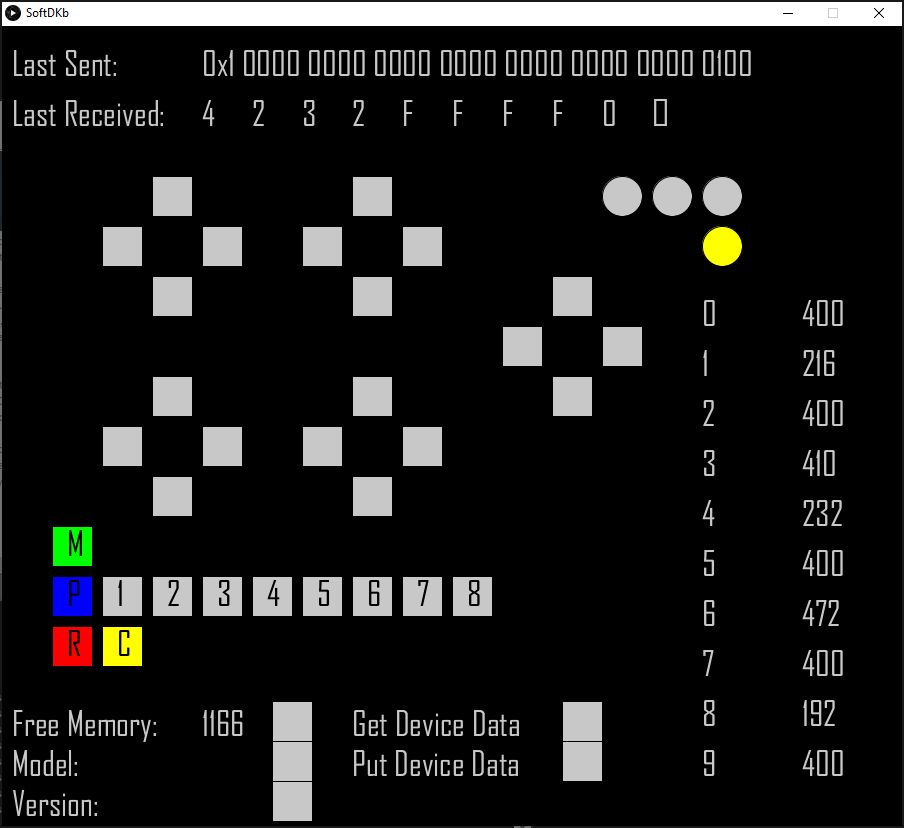 SoftDKb
Last Sent: 0x1 0000 0000 0000 0000 0000 0000 0000 0100
Last Received: 4 2 3 2 F F F F 0
0 400
1 216
2 400
3 410
4 232
5 400
6 472
7 400
8 192
9 400
M
P 1 2 3 4 5 6 7 8
R C
Free Memory: 1166 Get Device Data
Model: Put Device Data
Version: